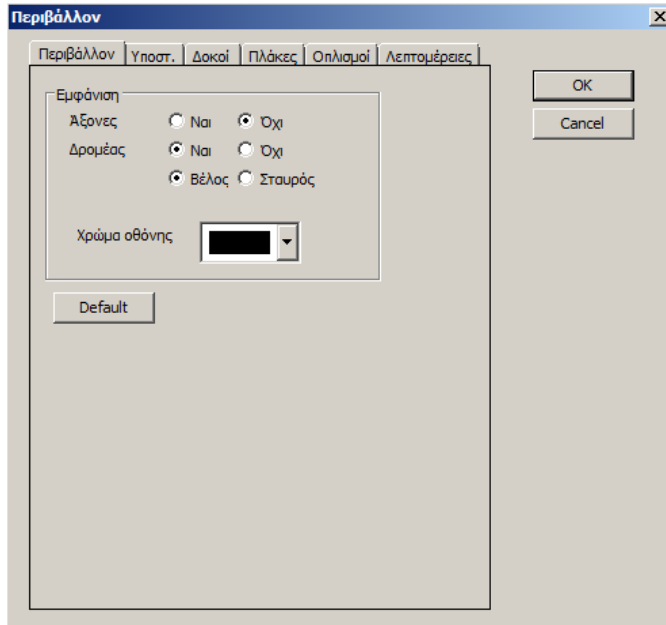 Περιβάλλον
Περιβάλλον Υποστ. Δοκοί Πλάκες Οπλισμοί Λεπτομέρειες
OK
Cancel
Εμφάνιση
Άξονες Ναι Όχι
Δρομέας Ναι Όχι
Βέλος Σταυρός
Χρώμα οθόνης
Default